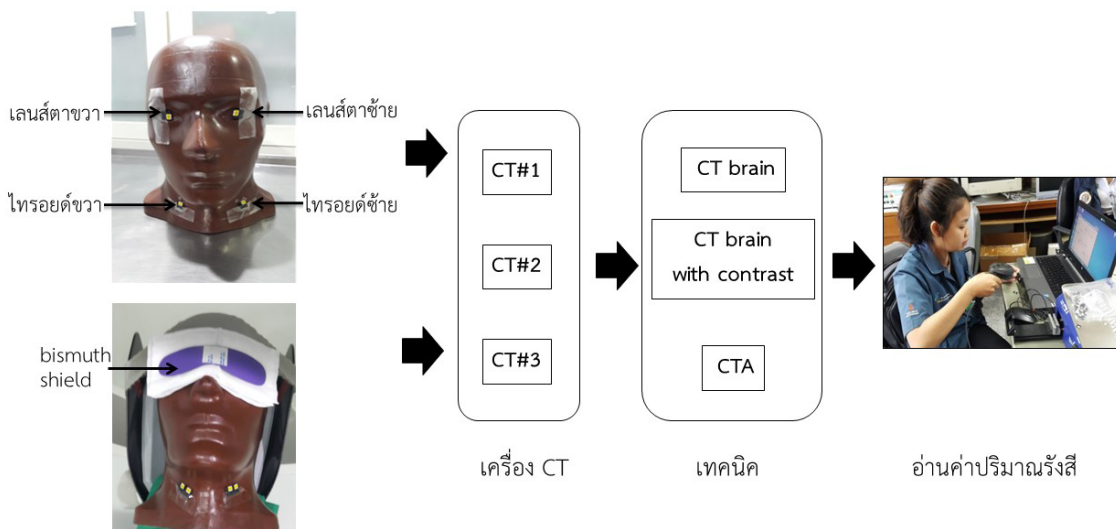 เลนส์ตาขวา
เลนส์ตาซ้าย
ไทรอยด์ขวา
ไทรอยด์ซ้าย
bismuth
shield
CT#1
CT#2
CT#3
เครื่อง CT
CT brain
CT brain
with contrast
CTA
เทคนิค
อ่านค่าปริมาณรังสี